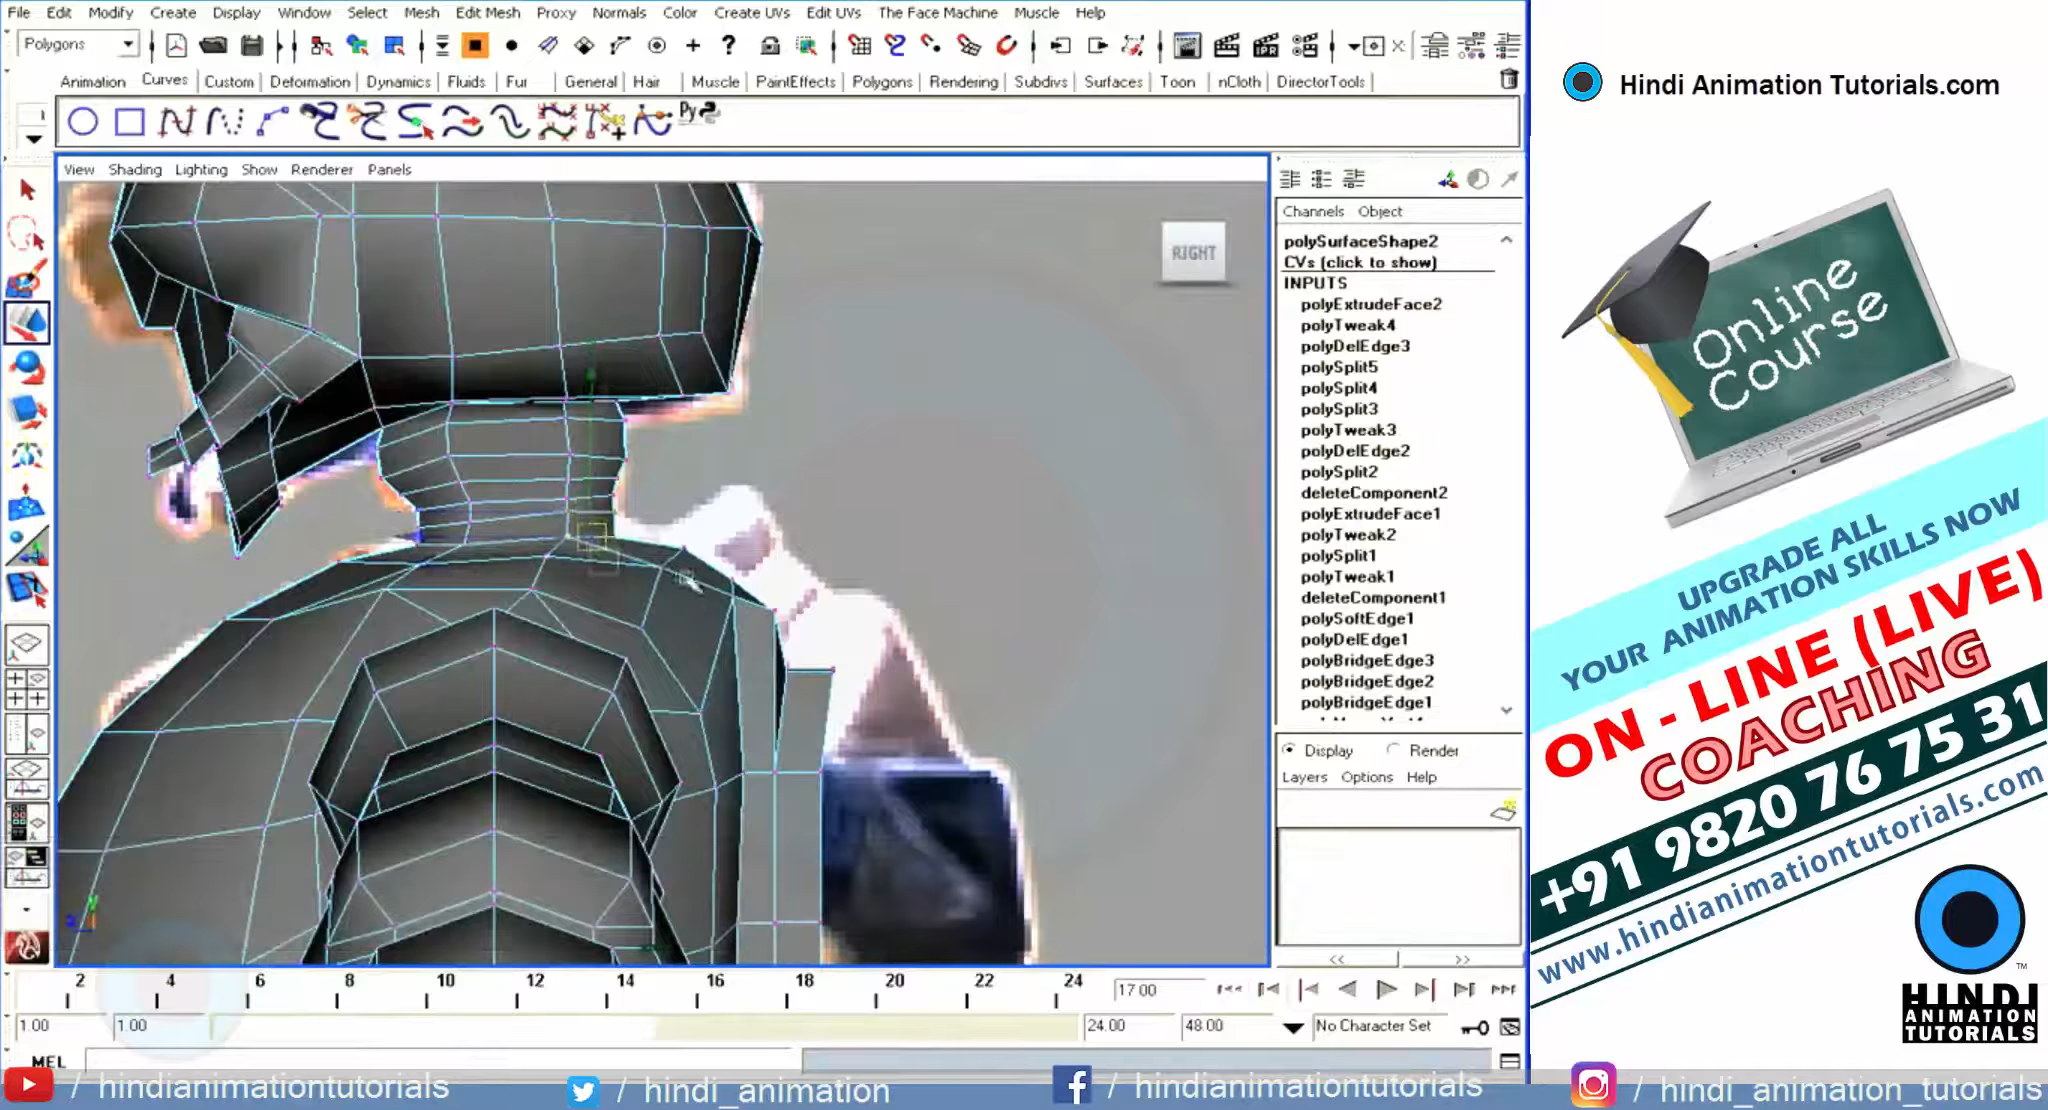 File Edit Modify Create Display Window Select Mesh Edit Mesh Proxy Normals Color Create UVs Edit UVs The Face Machine Muscle Help
Polygons
IPR
Animation Curves Custom Deformation Dynamics Fluids Fur General Hair Muscle PaintEffects Polygons Rendering Subdivs Surfaces Toon nCloth DirectorTools
Py
View Shading Lighting Show Renderer Panels
RIGHT
Channels Object
polySurfaceShape2
CVs (click to show)
INPUTS
polyExtrudeFace2
polyTweak4
polyDelEdge3
polySplit5
polySplit4
polySplit3
polyTweak3
polyDelEdge2
polySplit2
deleteComponent2
polyExtrudeFace1
polyTweak2
polySplit1
polyTweak1
deleteComponent1
polySoftEdge1
polyDelEdge1
polyBridgeEdge3
polyBridgeEdge2
polyBridgeEdge1
Display Render
Layers Options Help
<< >>
2 4 6 8 10 12 14 16 18 20 22 24
17.00
1.00 1.00 24.00 48.00 No Character Set
MEL
Hindi Animation Tutorials.com
Online
Course
UPGRADE ALL
YOUR ANIMATION SKILLS NOW
ON - LINE (LIVE)
COACHING
+91 9820 76 75 31
www.hindianimationtutorials.com
TM
HINDI
ANIMATION
TUTORIALS
/ hindianimationtutorials / hindi_animation / hindianimationtutorials / hindi_animation_tutorials